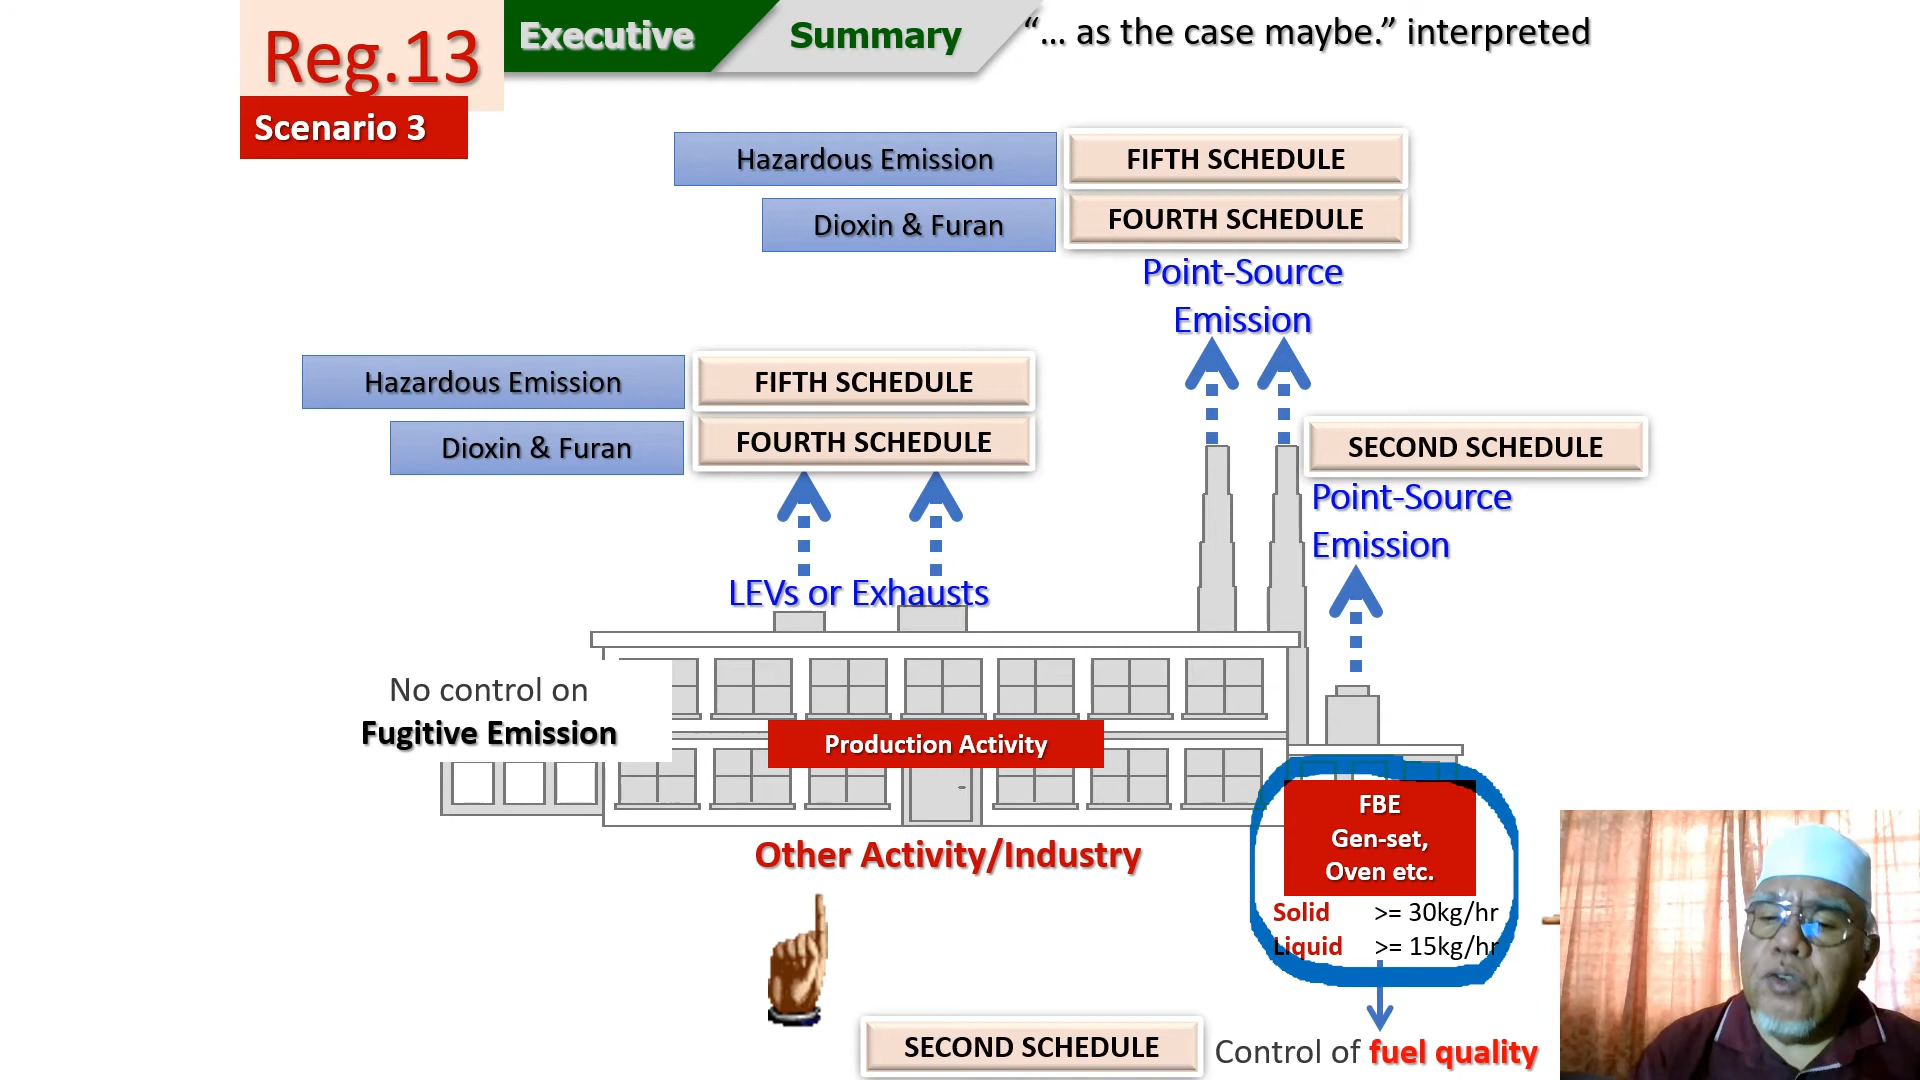 Reg.13
Executive Summary
"... as the case maybe." interpreted
Scenario 3
Hazardous Emission FIFTH SCHEDULE
Dioxin & Furan FOURTH SCHEDULE
Point-Source
Emission
Hazardous Emission FIFTH SCHEDULE
Dioxin & Furan FOURTH SCHEDULE
SECOND SCHEDULE
Point-Source
Emission
LEVs or Exhausts
No control on
Fugitive Emission
Production Activity
FBE
Gen-set,
Oven etc.
Other Activity/Industry
Solid >= 30kg/hr
Liquid >= 15kg/hr
SECOND SCHEDULE Control of fuel quality